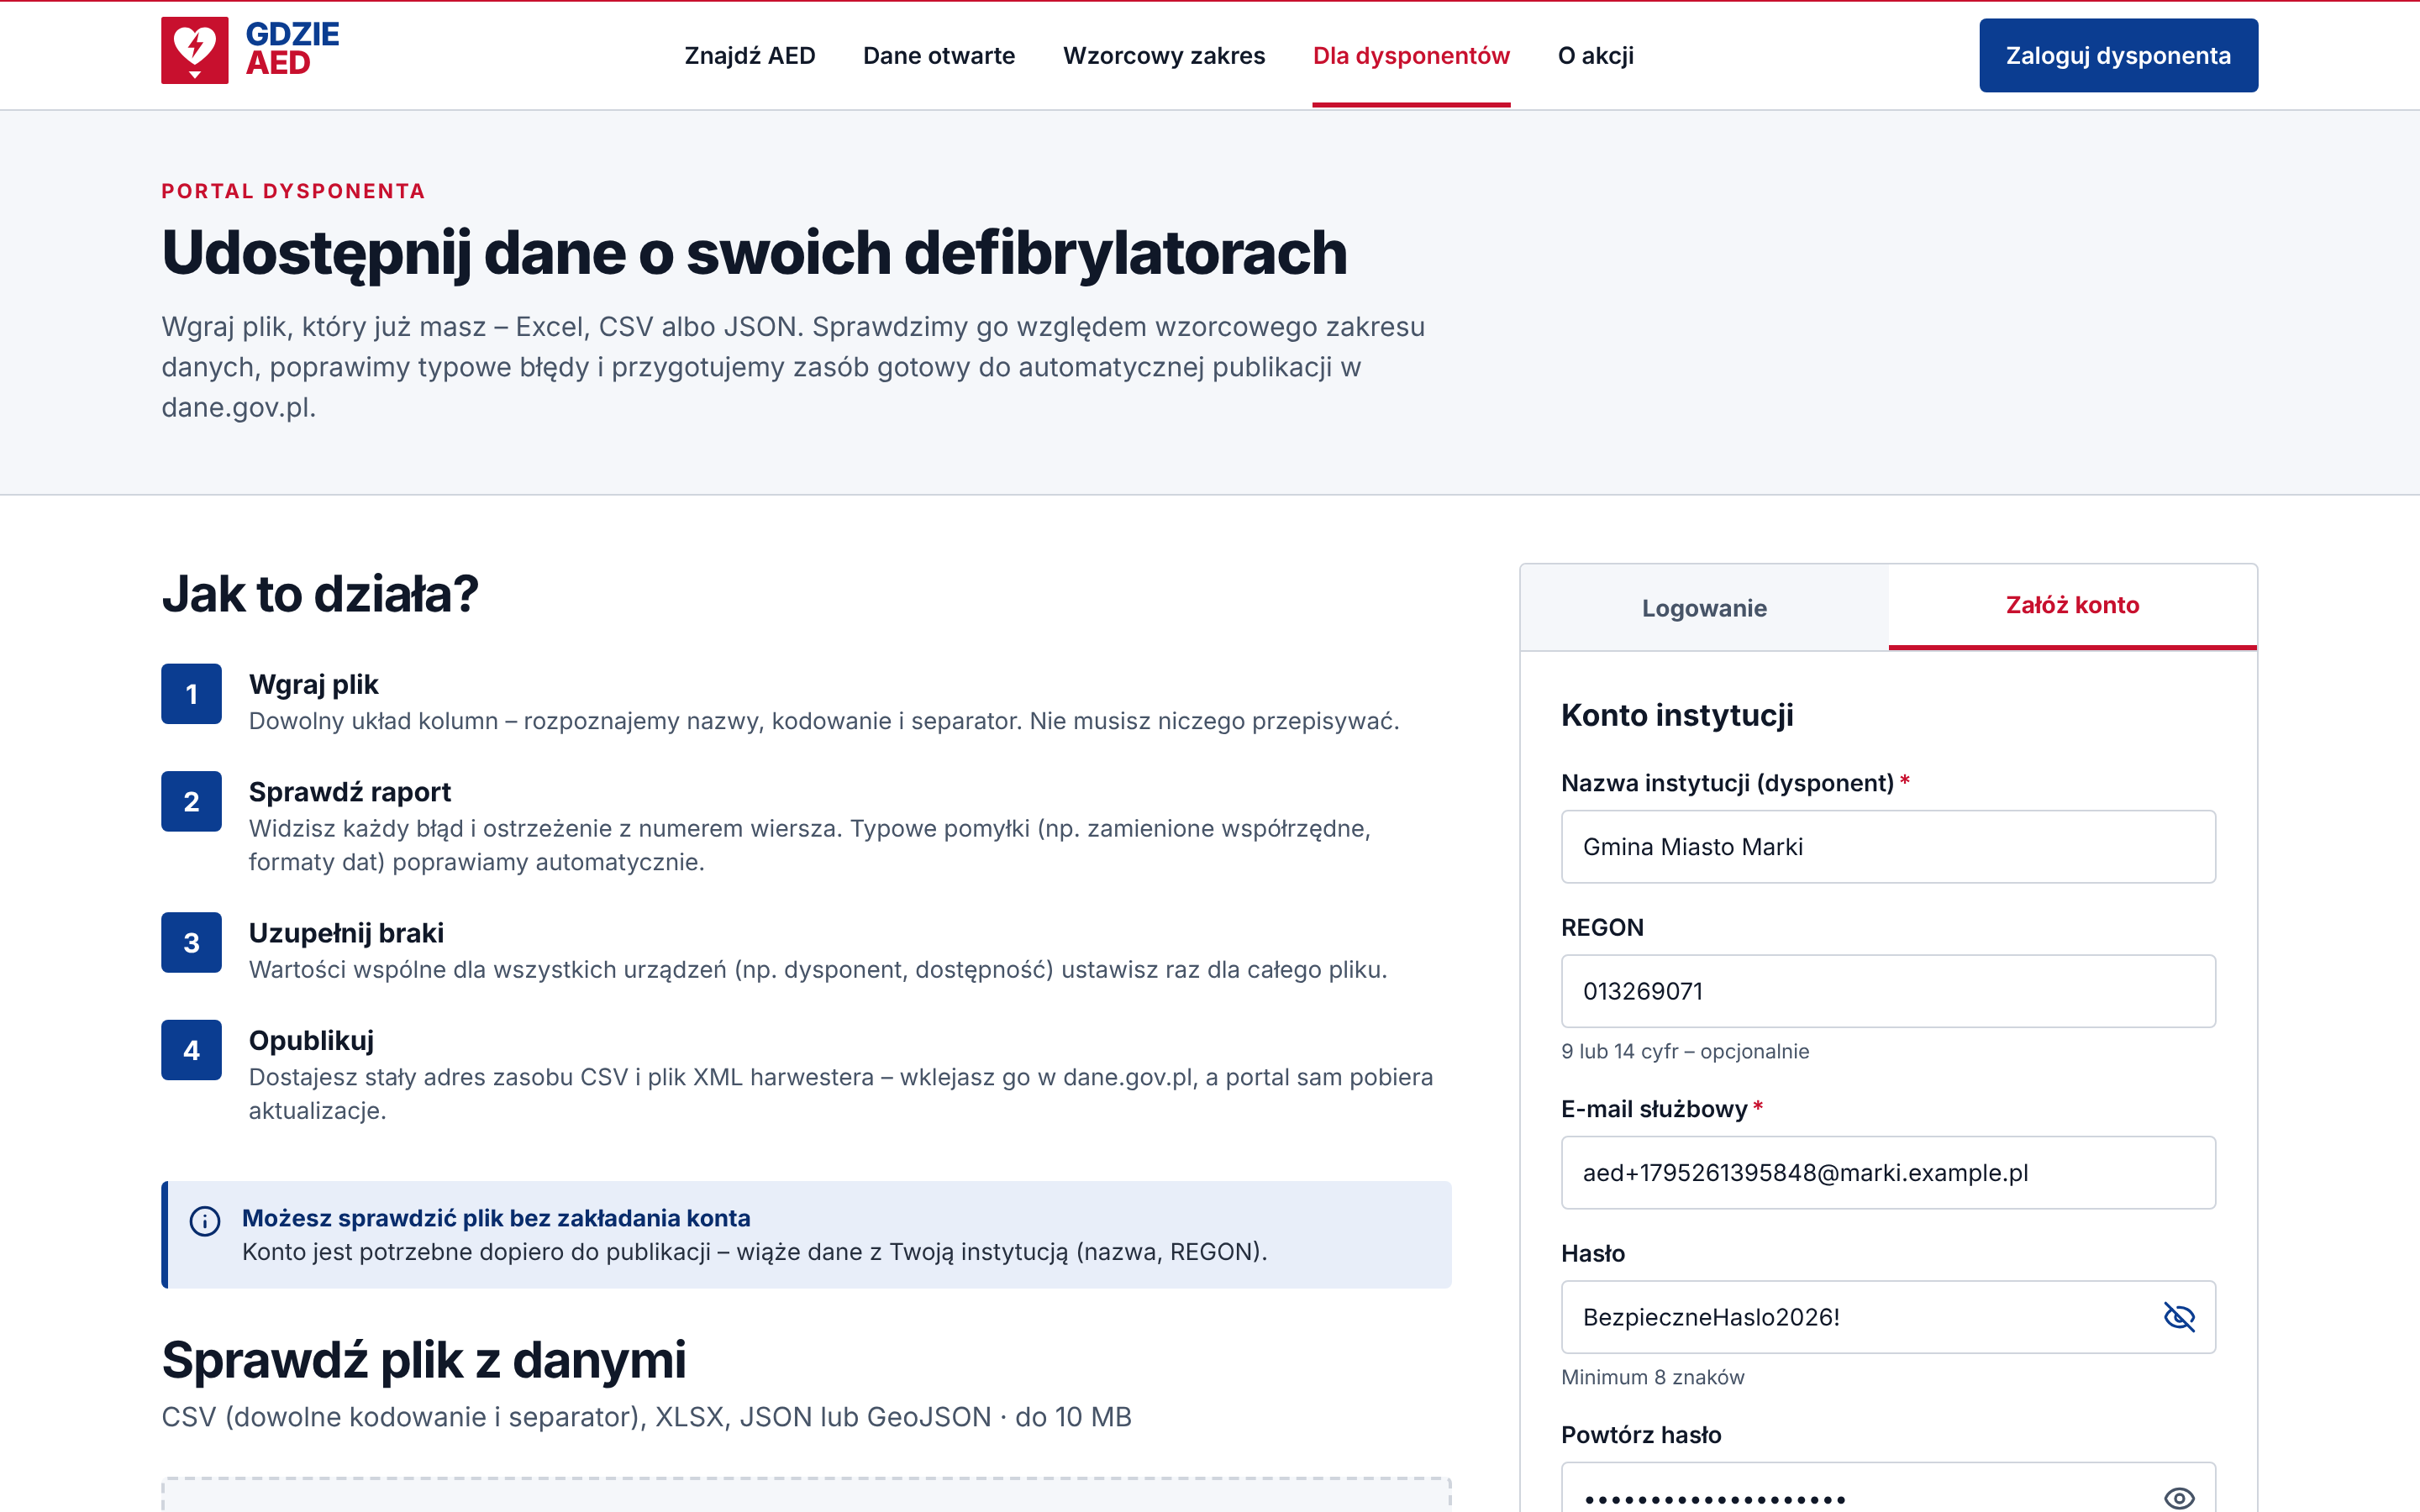 GDZIE
AED
Znajdź AED
Dane otwarte
Wzorcowy zakres
Dla dysponentów
O akcji
Zaloguj dysponenta
PORTAL DYSPONENTA
Udostępnij dane o swoich defibrylatorach
Wgraj plik, który już masz – Excel, CSV albo JSON. Sprawdzimy go względem wzorcowego zakresu
danych, poprawimy typowe błędy i przygotujemy zasób gotowy do automatycznej publikacji w
dane.gov.pl.
Jak to działa?
1
Wgraj plik
Dowolny układ kolumn – rozpoznajemy nazwy, kodowanie i separator. Nie musisz niczego przepisywać.
2
Sprawdź raport
Widzisz każdy błąd i ostrzeżenie z numerem wiersza. Typowe pomyłki (np. zamienione współrzędne,
formaty dat) poprawiamy automatycznie.
3
Uzupełnij braki
Wartości wspólne dla wszystkich urządzeń (np. dysponent, dostępność) ustawisz raz dla całego pliku.
4
Opublikuj
Dostajesz stały adres zasobu CSV i plik XML harwestera – wklejasz go w dane.gov.pl, a portal sam pobiera
aktualizacje.
Możesz sprawdzić plik bez zakładania konta
Konto jest potrzebne dopiero do publikacji – wiąże dane z Twoją instytucją (nazwa, REGON).
Sprawdź plik z danymi
CSV (dowolne kodowanie i separator), XLSX, JSON lub GeoJSON · do 10 MB
Logowanie
Załóż konto
Konto instytucji
Nazwa instytucji (dysponent) *
Gmina Miasto Marki
REGON
013269071
9 lub 14 cyfr – opcjonalnie
E-mail służbowy *
aed+1795261395848@marki.example.pl
Hasło
BezpieczneHaslo2026!
Minimum 8 znaków
Powtórz hasło
••••••••••••••••••••